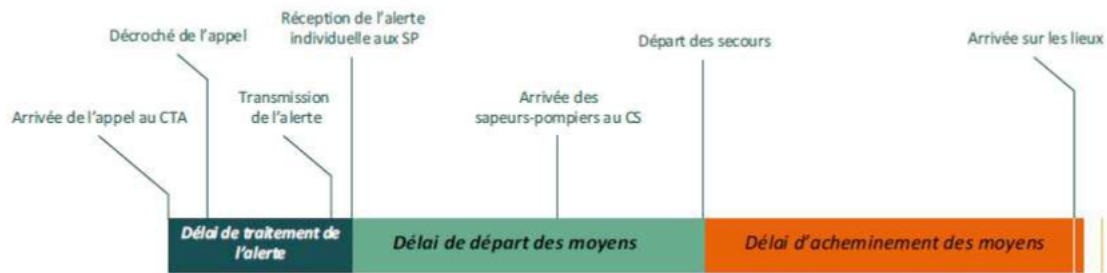 Réception de l'alerte
individuelle aux SP
Décroché de l'appel
Départ des secours
Arrivée sur les lieux
Transmission
de l'alerte
Arrivée des
sapeurs-pompiers au CS
Arrivée de l'appel au CTA
Délai de traitement de
l'alerte
Délai de départ des moyens
Délai d'acheminement des moyens